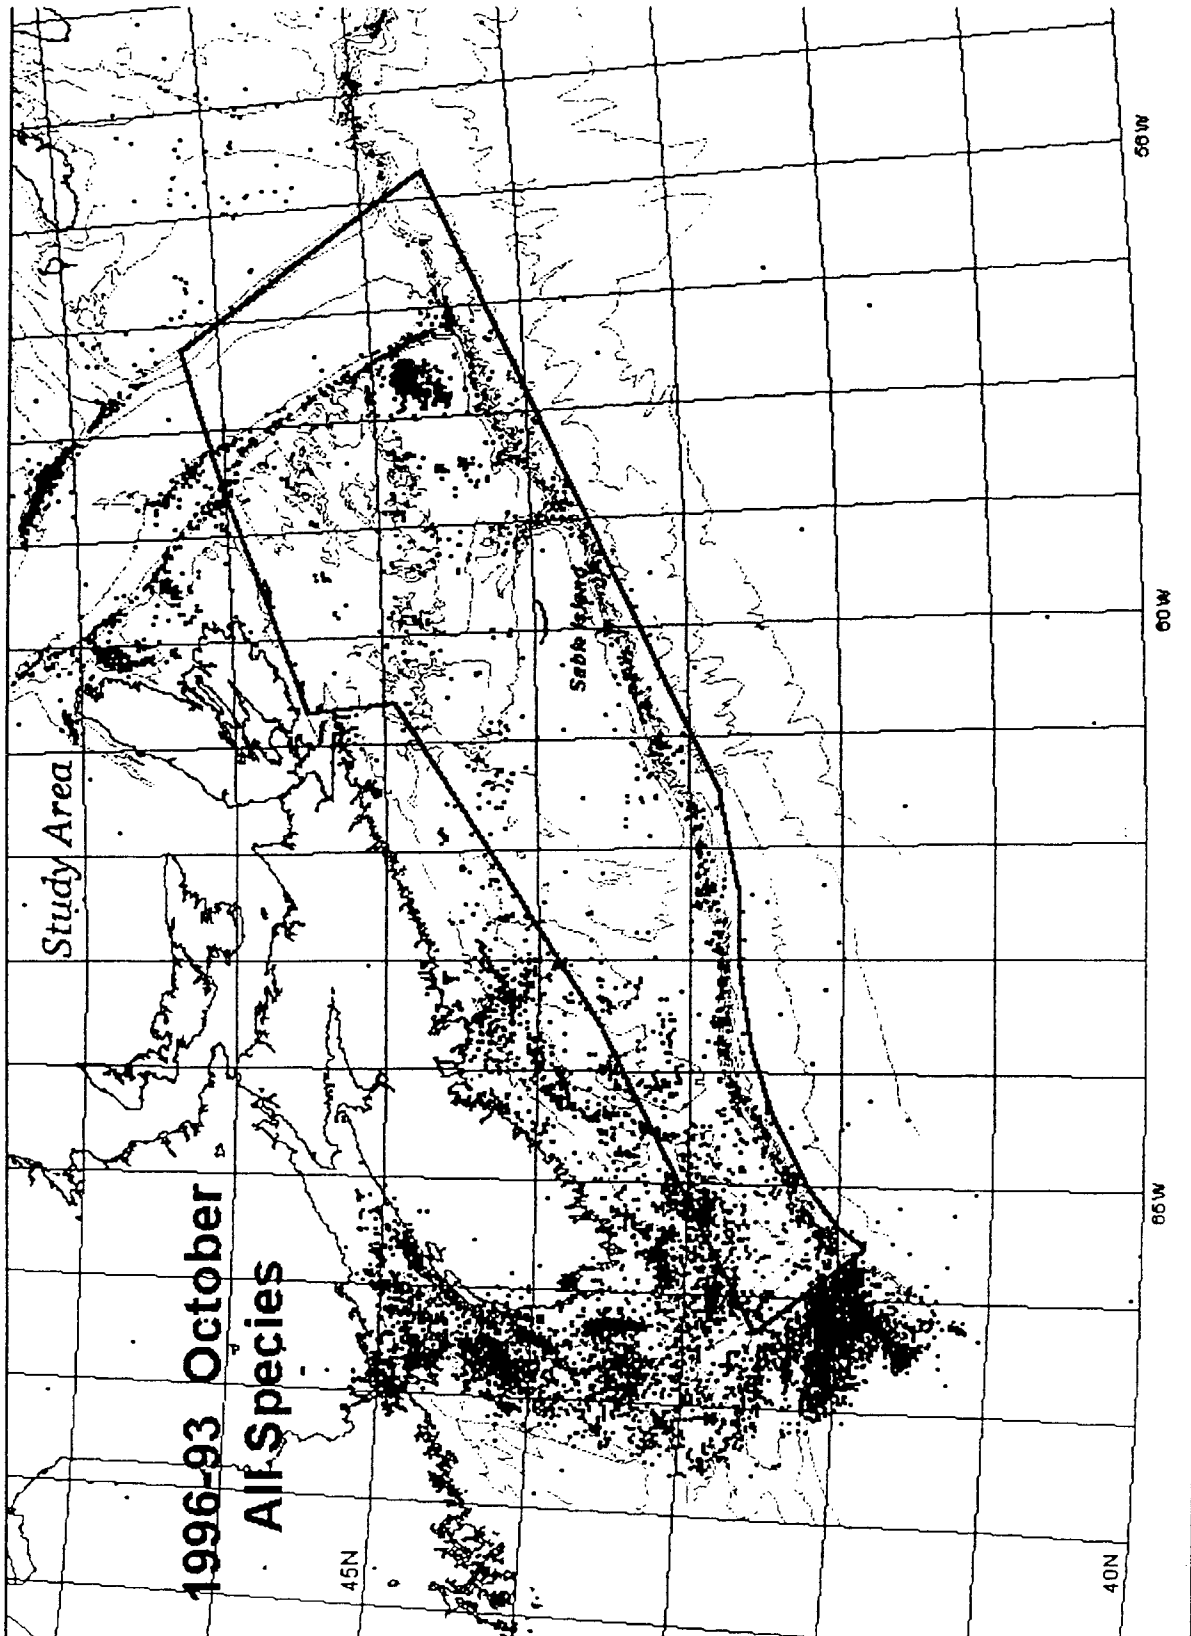 1996-93 October
All Species
Study Area
Sable Island
45N
40N
65W
60W
56W